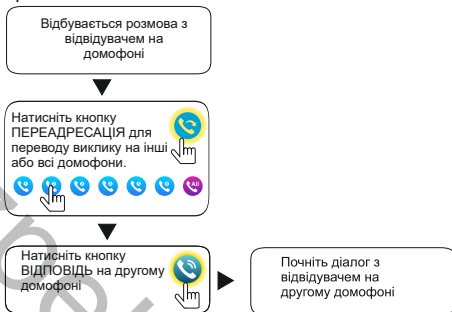 Відбувається розмова з
відвідувачем на
домофоні
Натисніть кнопку
ПЕРЕАДРЕСАЦІЯ для
переводу виклику на інші
або всі домофони.
All
Натисніть кнопку
ВІДПОВІДЬ на другому
домофоні
Почніть діалог з
відвідувачем на
другому домофоні